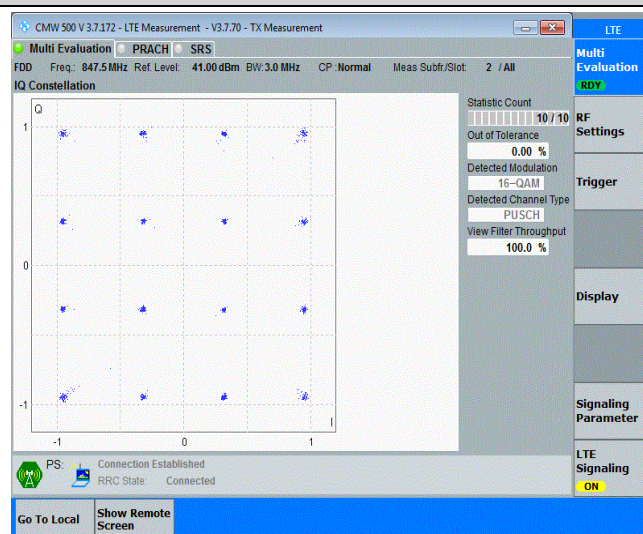 CMW 500 V 3.7.172 - LTE Measurement - V3.7.70 - TX Measurement
LTE
Multi Evaluation PRACH SRS
FDD Freq.: 847.5 MHz Ref. Level: 41.00 dBm BW: 3.0 MHz CP : Normal Meas Subfr./Slot: 2 / All
IQ Constellation
Q
1
0
-1
I
-1 0 1
Statistic Count
10 / 10
Out of Tolerance
0.00 %
Detected Modulation
16-QAM
Detected Channel Type
PUSCH
View Filter Throughput
100.0 %
Multi
Evaluation
RDY
RF
Settings
Trigger
Display
Signaling
Parameter
LTE
Signaling
ON
PS: Connection Established
RRC State: Connected
Go To Local
Show Remote
Screen